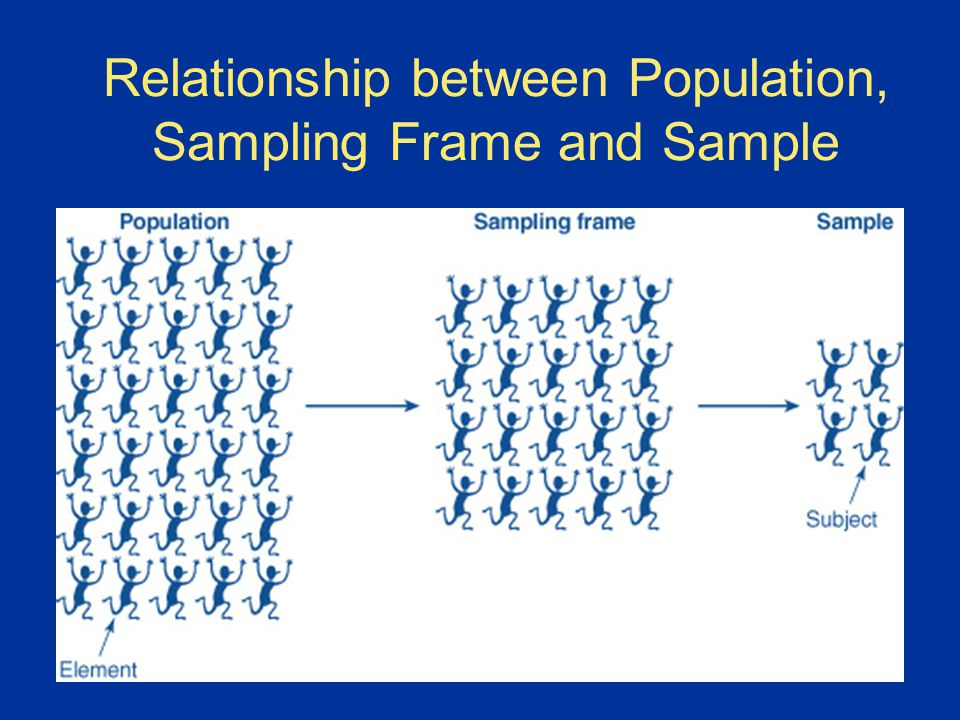 Relationship between Population,
Sampling Frame and Sample
Population
Sampling frame
Sample
Subject
Element